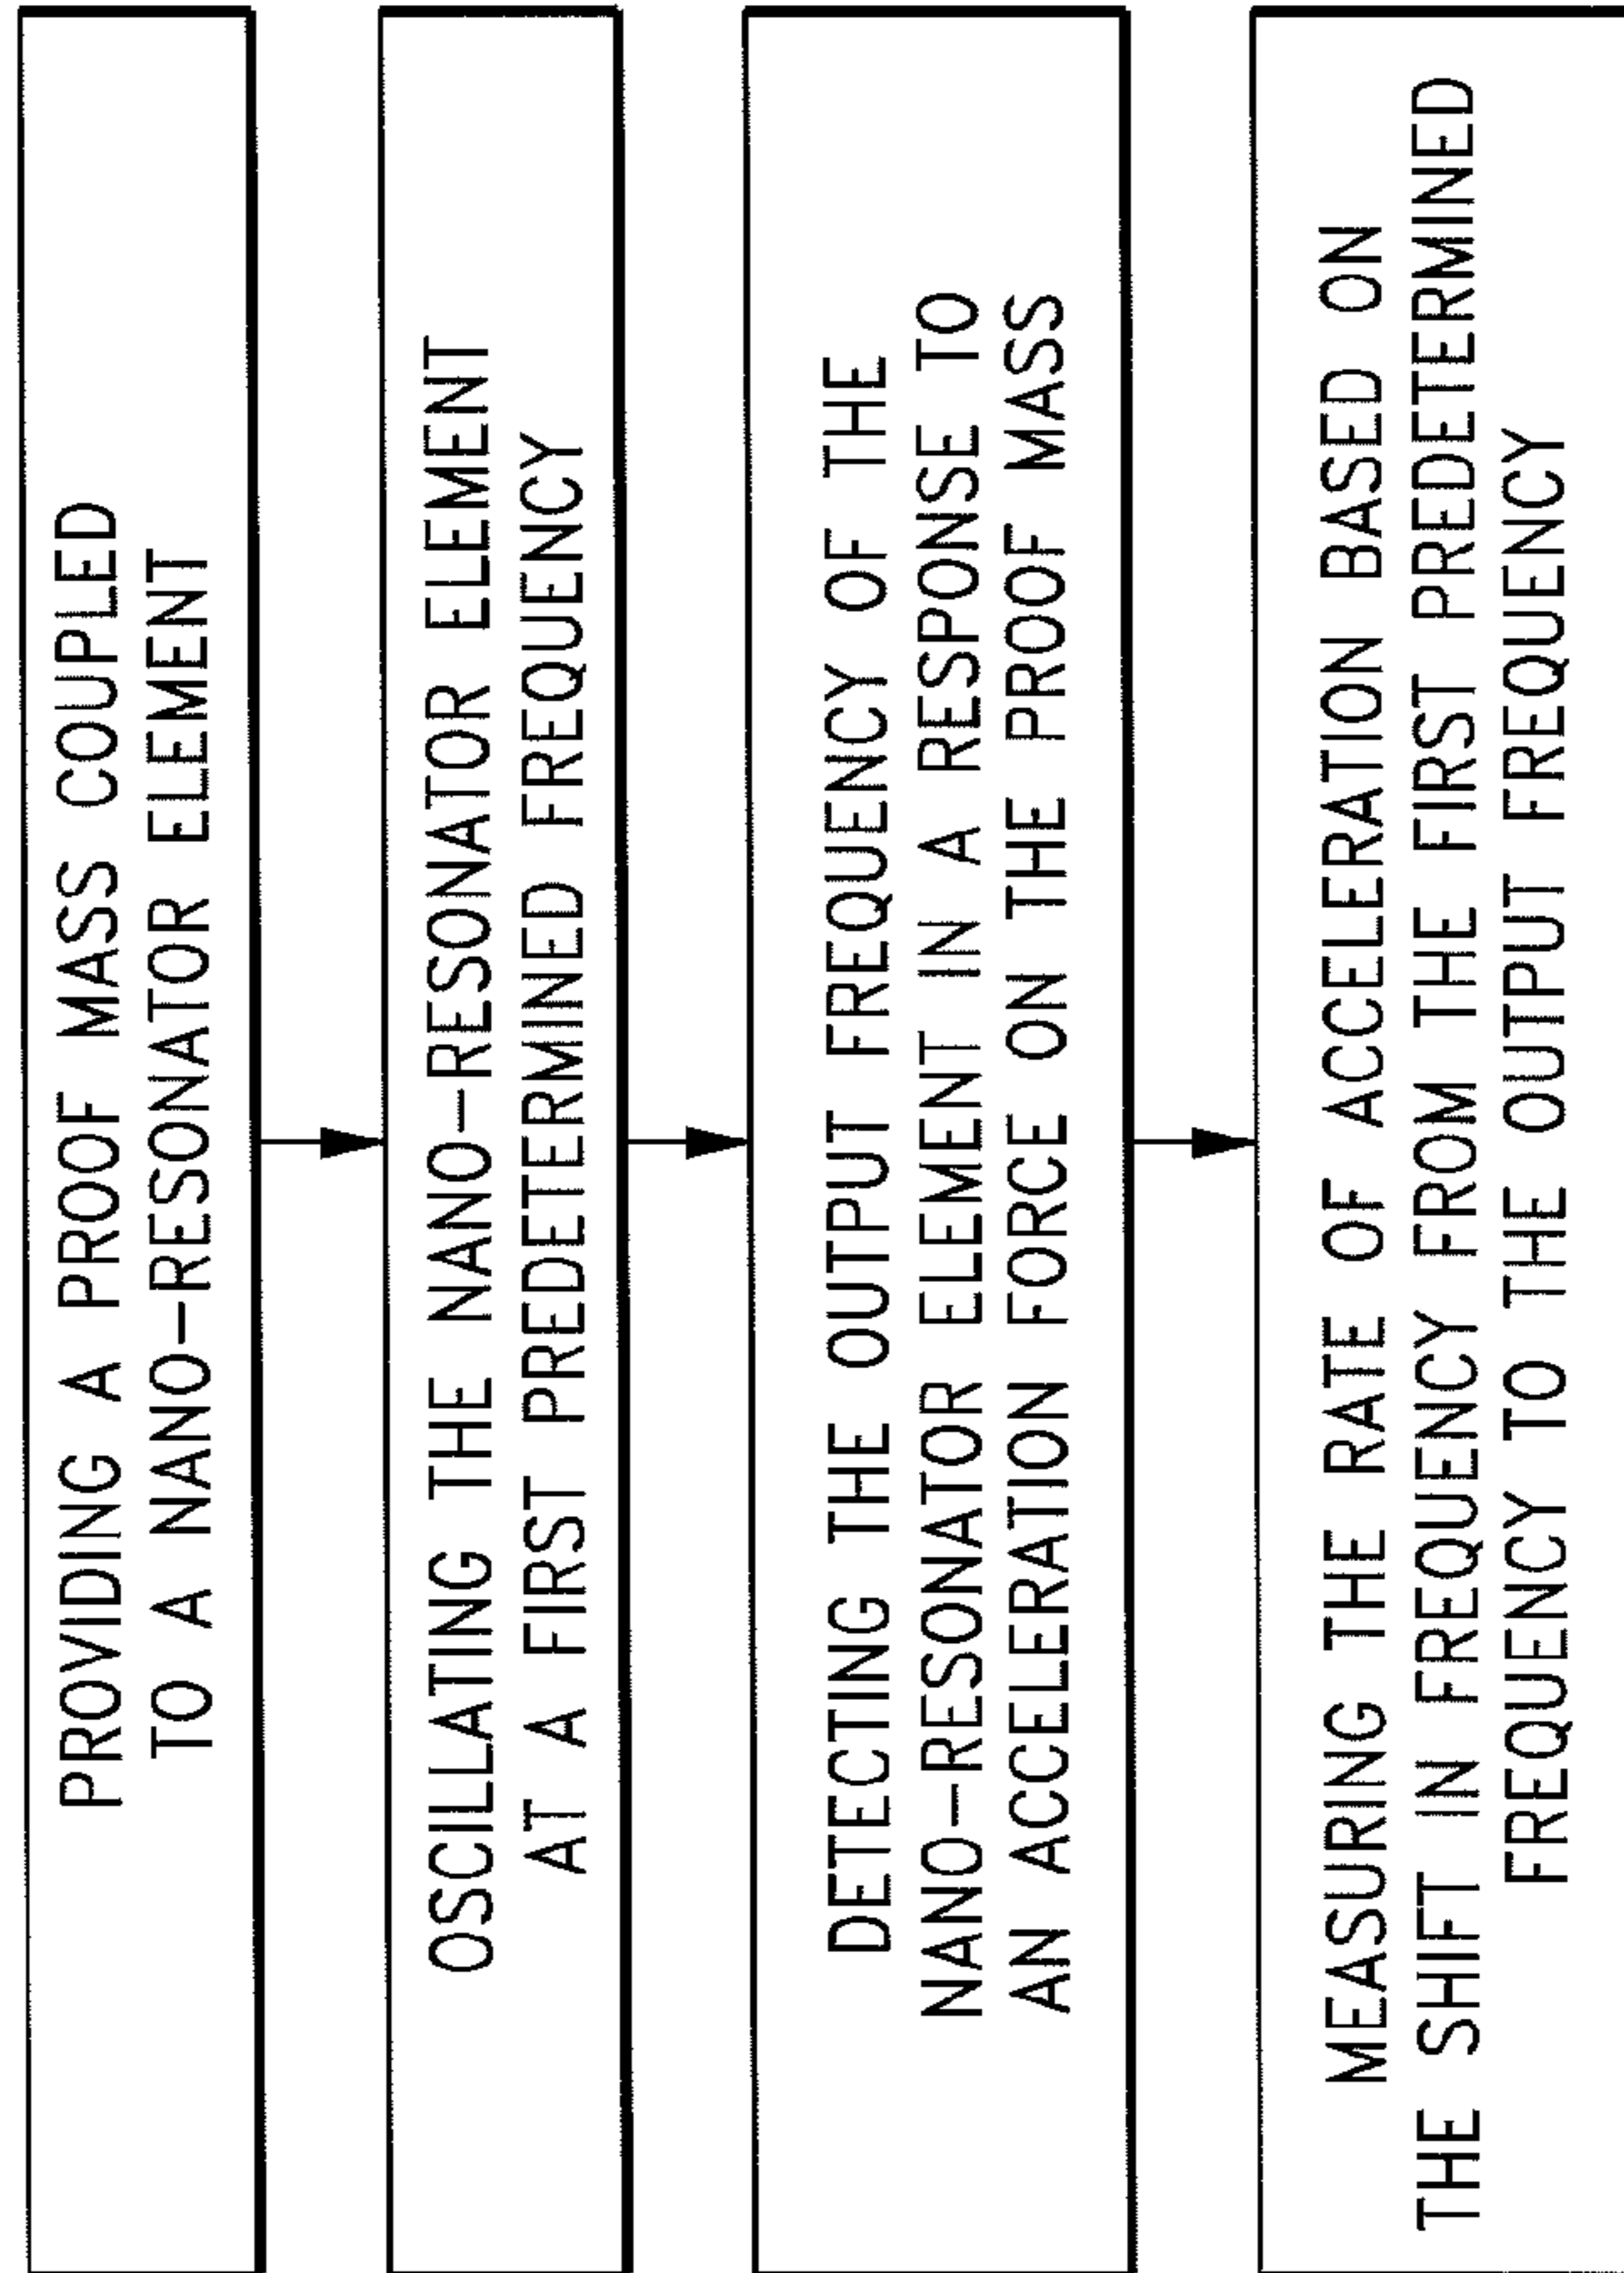 PROVIDING A PROOF MASS COUPLED
TO A NANO-RESONATOR ELEMENT
OSCILLATING THE NANO-RESONATOR ELEMENT
AT A FIRST PREDETERMINED FREQUENCY
DETECTING THE OUTPUT FREQUENCY OF THE
NANO-RESONATOR ELEMENT IN A RESPONSE TO
AN ACCELERATION FORCE ON THE PROOF MASS
MEASURING THE RATE OF ACCELERATION BASED ON
THE SHIFT IN FREQUENCY FROM THE FIRST PREDETERMINED
FREQUENCY TO THE OUTPUT FREQUENCY